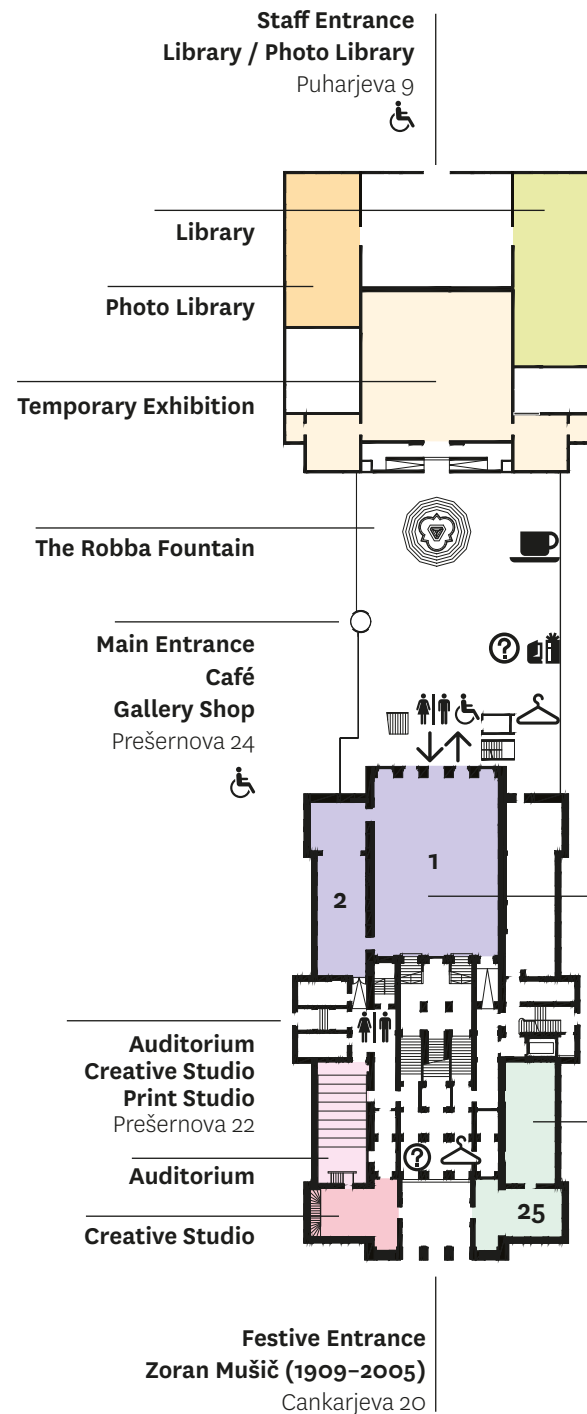 Staff Entrance
Library / Photo Library
Puharjeva 9
Library
Photo Library
Temporary Exhibition
The Robba Fountain
Main Entrance
Café
Gallery Shop
Prešernova 24
1
2
Auditorium
Creative Studio
Print Studio
Prešernova 22
Auditorium
Creative Studio
25
Festive Entrance
Zoran Mušič (1909–2005)
Cankarjeva 20